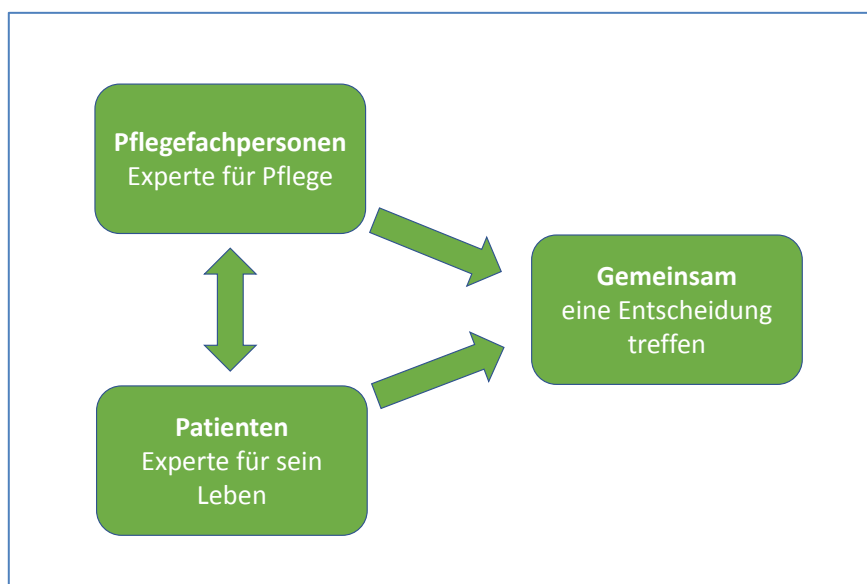 Pflegefachpersonen
Experte für Pflege
Gemeinsam
eine Entscheidung
treffen
Patienten
Experte für sein
Leben